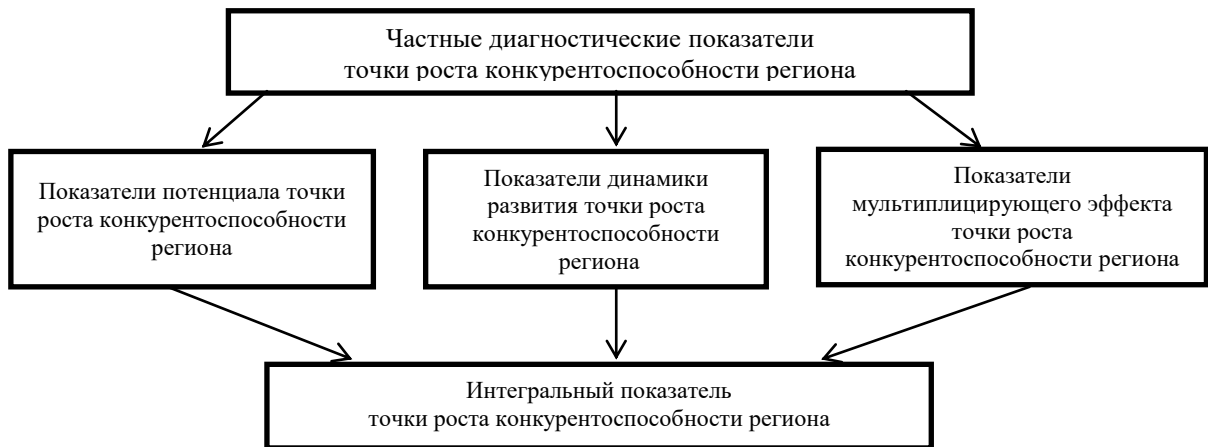 Частные диагностические показатели
точки роста конкурентоспособности региона
Показатели потенциала точки
роста конкурентоспособности
региона
Показатели динамики
развития точки роста
конкурентоспособности
региона
Показатели
мультиплицирующего эффекта
точки роста
конкурентоспособности региона
Интегральный показатель
точки роста конкурентоспособности региона